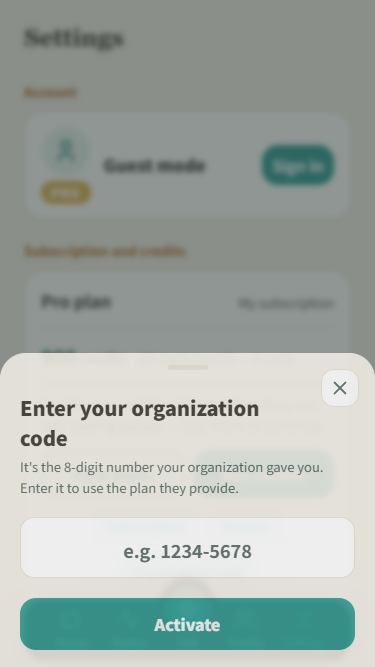 Settings
Account
Guest mode
Sign in
PRO
Subscription and credits
Pro plan
My subscription
Enter your organization
code
It's the 8-digit number your organization gave you.
Enter it to use the plan they provide.
e.g. 1234-5678
Activate